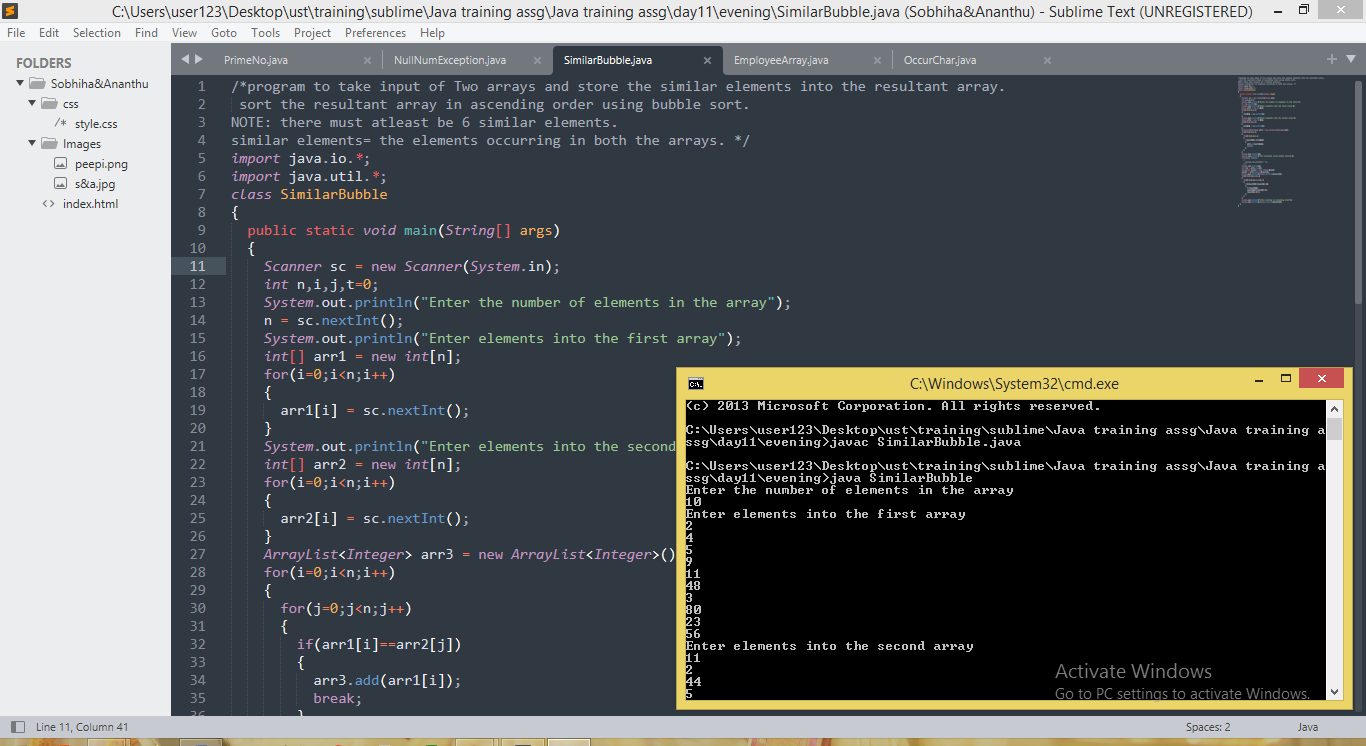 C:\Users\user123\Desktop\ust\training\sublime\Java training assg\Java training assg\day11\evening\SimilarBubble.java (Sobhiha&Ananthu) - Sublime Text (UNREGISTERED)
File Edit Selection Find View Goto Tools Project Preferences Help
FOLDERS
Sobhiha&Ananthu
css
/* style.css
Images
peepi.png
s&a.jpg
<> index.html
PrimeNo.java × NullNumException.java × SimilarBubble.java × EmployeeArray.java × OccurChar.java ×
1 /*program to take input of Two arrays and store the similar elements into the resultant array.
2 sort the resultant array in ascending order using bubble sort.
3 NOTE: there must atleast be 6 similar elements.
4 similar elements= the elements occurring in both the arrays. */
5 import java.io.*;
6 import java.util.*;
7 class SimilarBubble
8 {
9 public static void main(String[] args)
10 {
11 Scanner sc = new Scanner(System.in);
12 int n,i,j,t=0;
13 System.out.println("Enter the number of elements in the array");
14 n = sc.nextInt();
15 System.out.println("Enter elements into the first array");
16 int[] arr1 = new int[n];
17 for(i=0;i<n;i++)
18 {
19 arr1[i] = sc.nextInt();
20 }
21 System.out.println("Enter elements into the second
22 int[] arr2 = new int[n];
23 for(i=0;i<n;i++)
24 {
25 arr2[i] = sc.nextInt();
26 }
27 ArrayList<Integer> arr3 = new ArrayList<Integer>()
28 for(i=0;i<n;i++)
29 {
30 for(j=0;j<n;j++)
31 {
32 if(arr1[i]==arr2[j])
33 {
34 arr3.add(arr1[i]);
35 break;
36 }
C:\Windows\System32\cmd.exe
(c) 2013 Microsoft Corporation. All rights reserved.
C:\Users\user123\Desktop\ust\training\sublime\Java training assg\Java training a
ssg\day11\evening>javac SimilarBubble.java
C:\Users\user123\Desktop\ust\training\sublime\Java training assg\Java training a
ssg\day11\evening>java SimilarBubble
Enter the number of elements in the array
10
Enter elements into the first array
2
4
5
9
11
48
3
80
23
56
Enter elements into the second array
11
2
44
5
Activate Windows
Go to PC settings to activate Windows.
Line 11, Column 41 Spaces: 2 Java